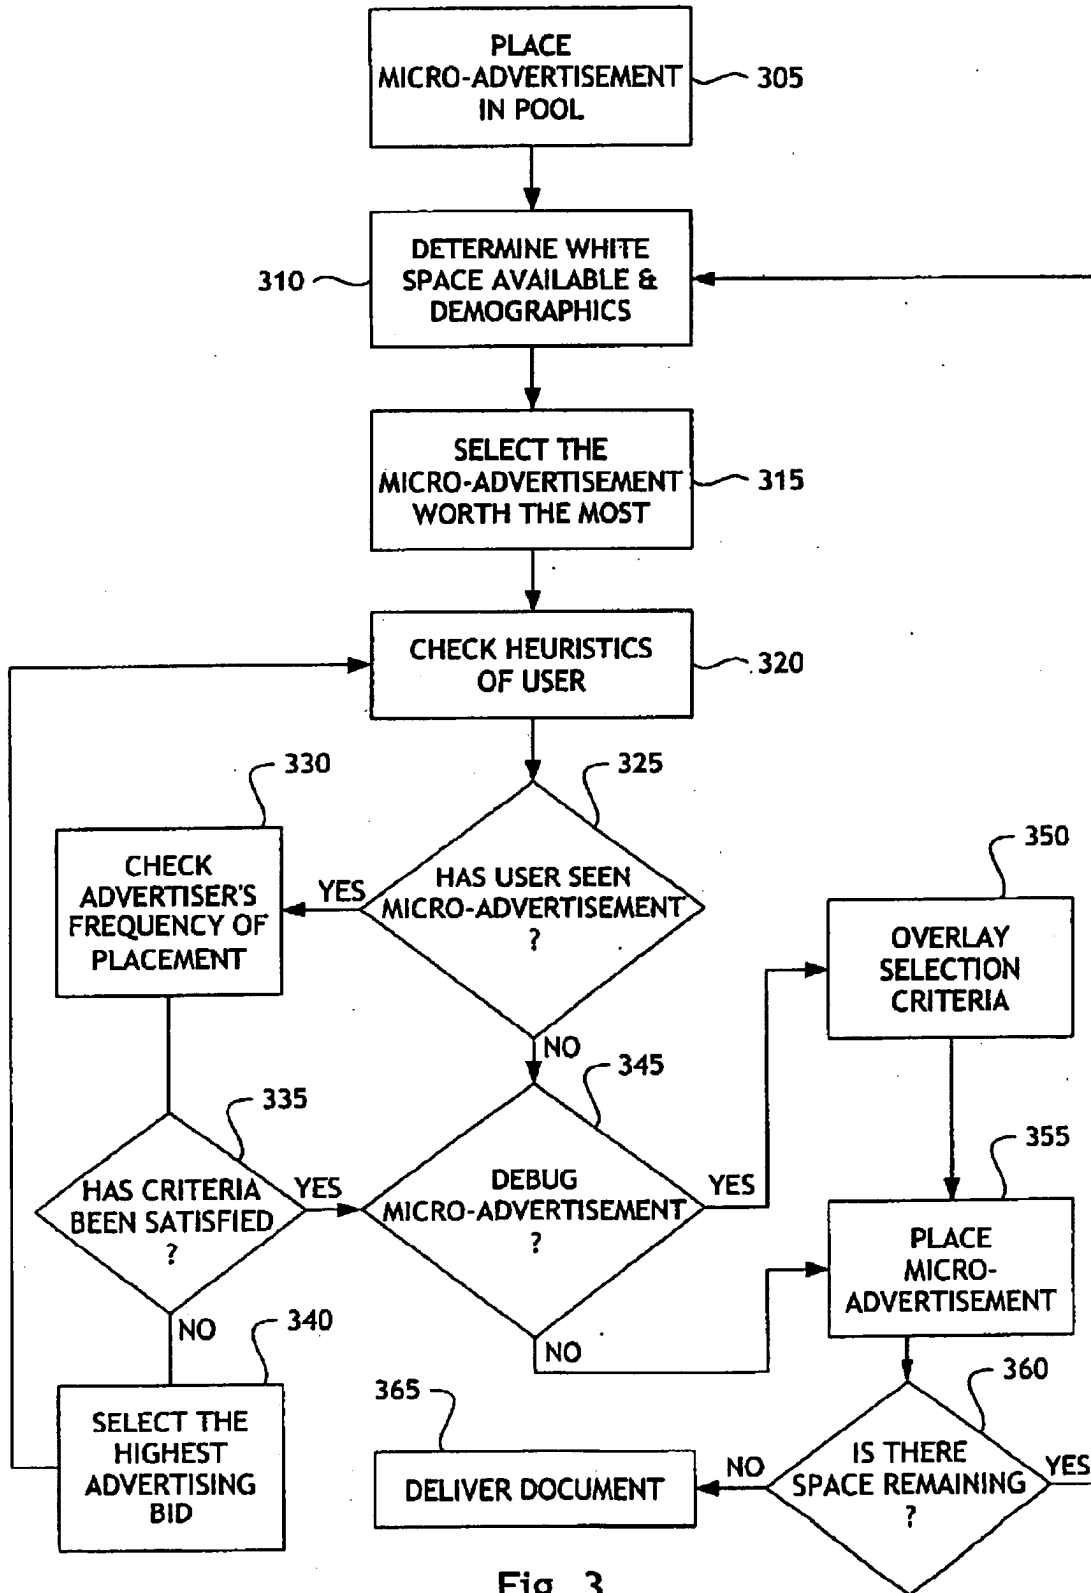 PLACE
MICRO-ADVERTISEMENT
IN POOL
305
DETERMINE WHITE
SPACE AVAILABLE &
DEMOGRAPHICS
310
SELECT THE
MICRO-ADVERTISEMENT
WORTH THE MOST
315
CHECK HEURISTICS
OF USER
320
330
325
CHECK
ADVERTISER'S
FREQUENCY OF
PLACEMENT
YES
HAS USER SEEN
MICRO-ADVERTISEMENT
?
NO
350
OVERLAY
SELECTION
CRITERIA
335
HAS CRITERIA
BEEN SATISFIED
?
YES
NO
345
DEBUG
MICRO-ADVERTISEMENT
?
YES
NO
355
PLACE
MICRO-
ADVERTISEMENT
340
SELECT THE
HIGHEST
ADVERTISING
BID
365
DELIVER DOCUMENT
NO
360
IS THERE
SPACE REMAINING
?
YES
Fig. 3